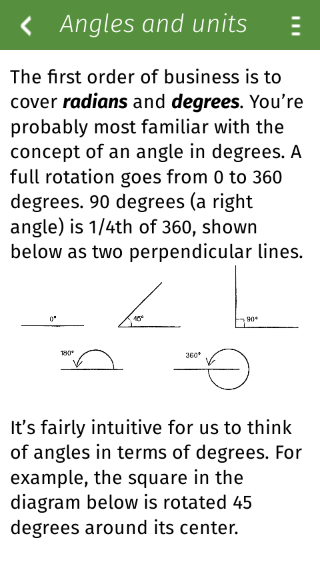 Angles and units
The first order of business is to
cover radians and degrees. You’re
probably most familiar with the
concept of an angle in degrees. A
full rotation goes from 0 to 360
degrees. 90 degrees (a right
angle) is 1/4th of 360, shown
below as two perpendicular lines.
0°
45°
90°
180°
360°
It’s fairly intuitive for us to think
of angles in terms of degrees. For
example, the square in the
diagram below is rotated 45
degrees around its center.